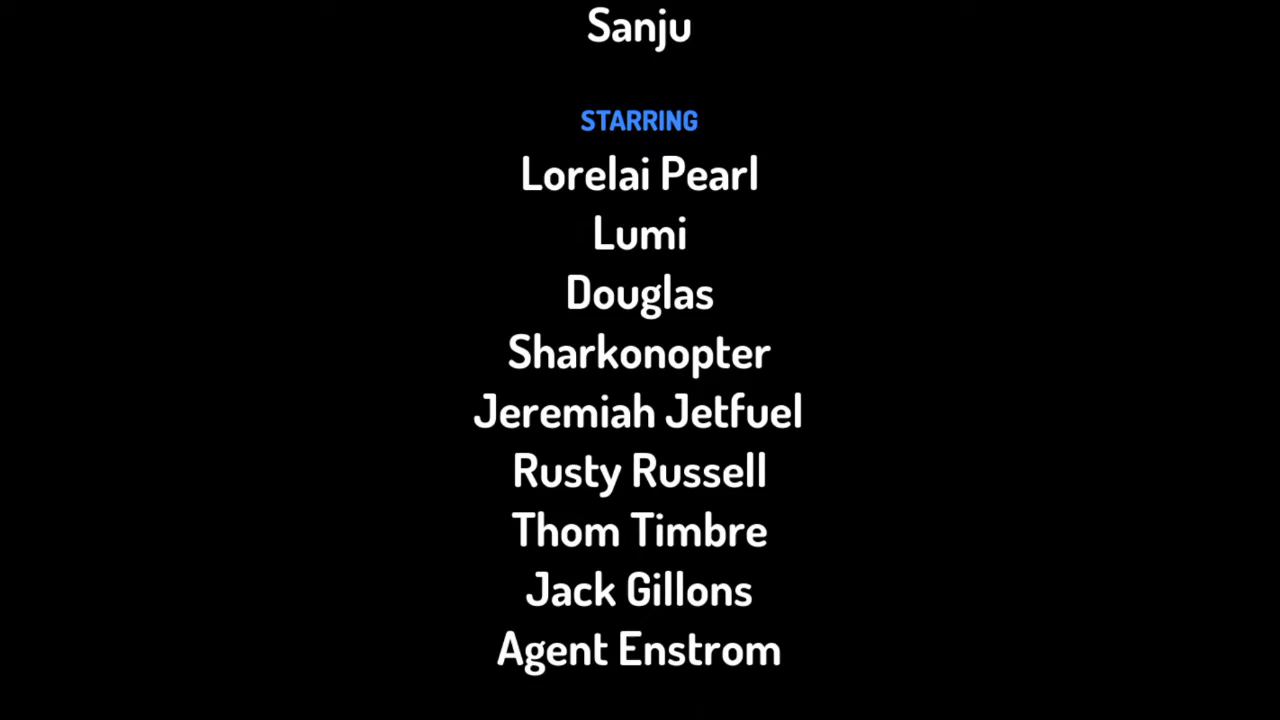 Sanju
STARRING
Lorelai Pearl
Lumi
Douglas
Sharkonopter
Jeremiah Jetfuel
Rusty Russell
Thom Timbre
Jack Gillons
Agent Enstrom